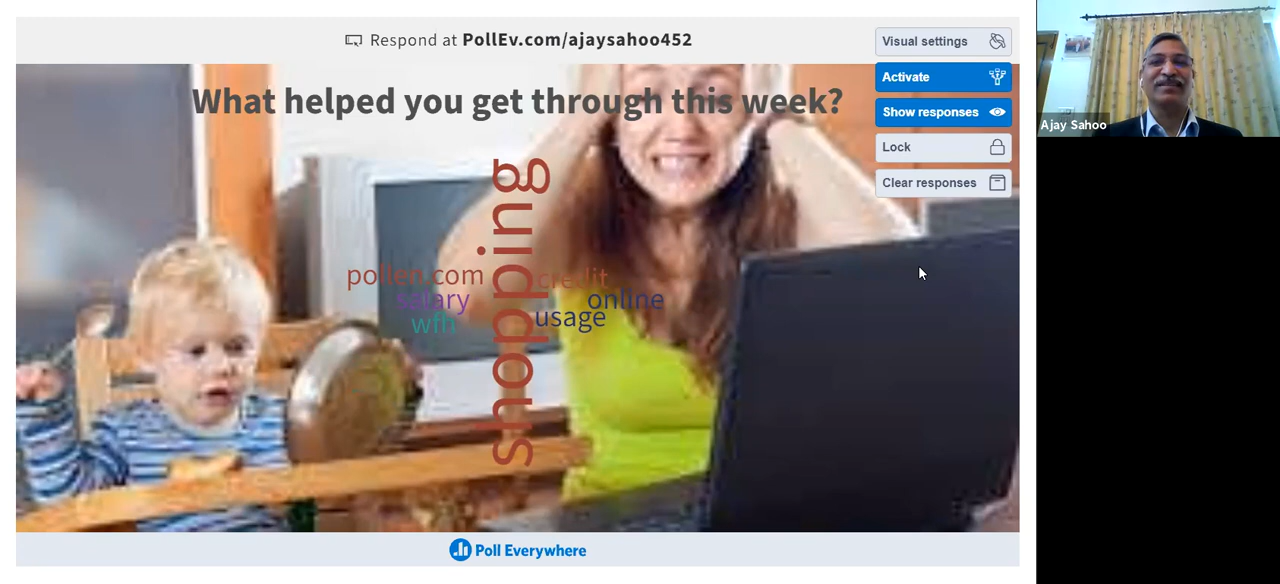 Respond at PollEv.com/ajaysahoo452
Visual settings
Activate
Show responses
Lock
Clear responses
What helped you get through this week?
shopping
pollen.com
credit
salary
online
wfh
usage
Poll Everywhere
Ajay Sahoo